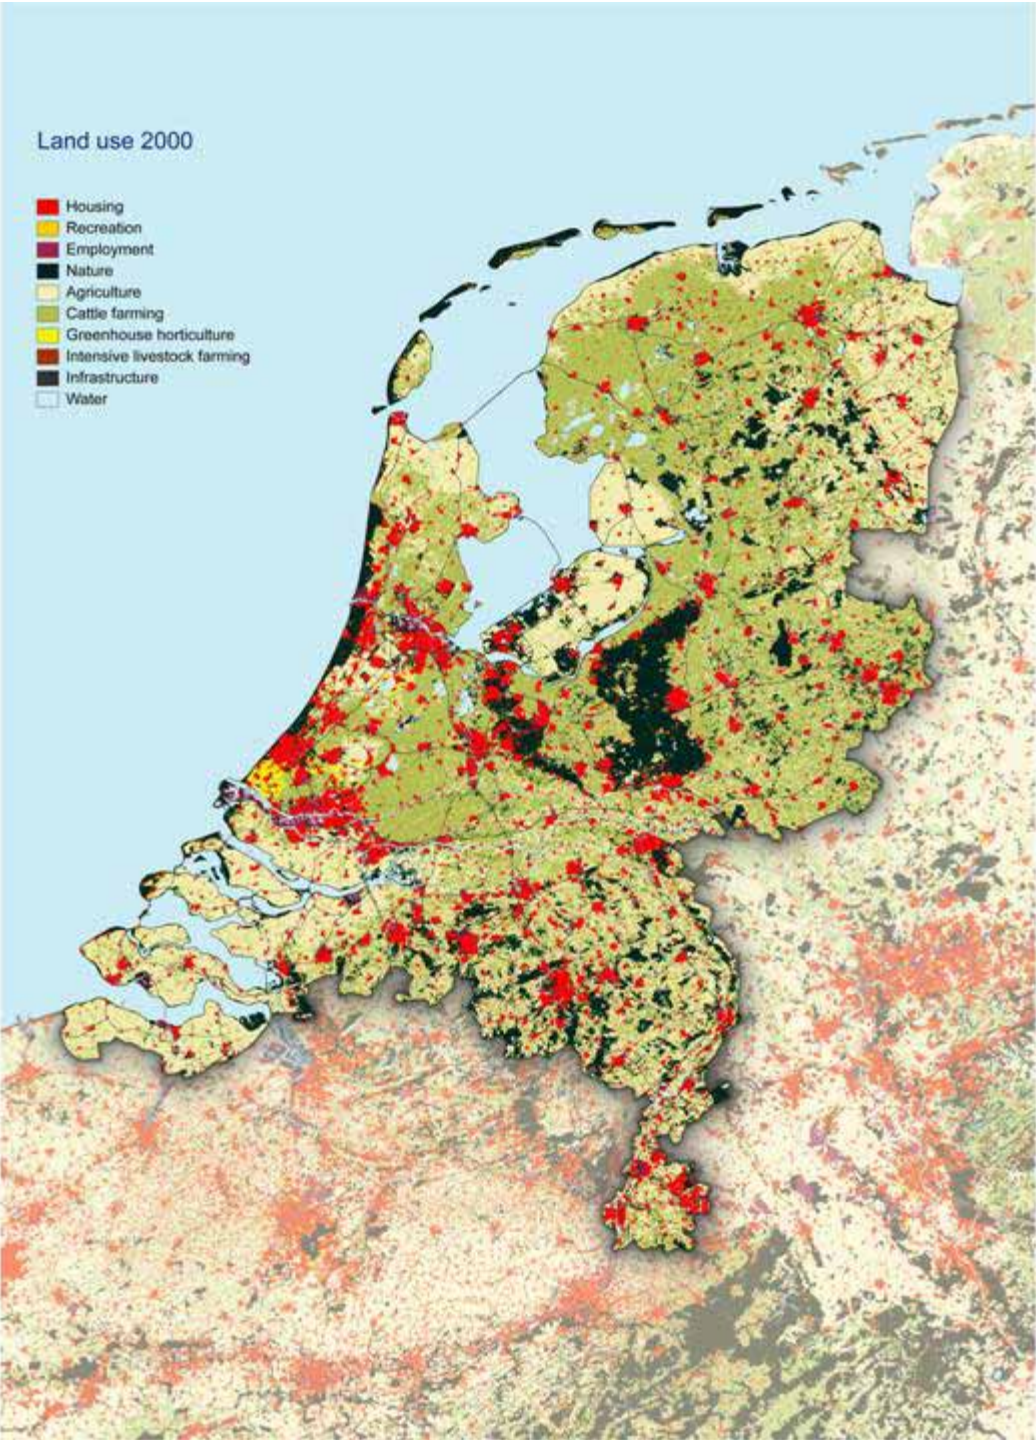 Land use 2000
Housing
Recreation
Employment
Nature
Agriculture
Cattle farming
Greenhouse horticulture
Intensive livestock farming
Infrastructure
Water